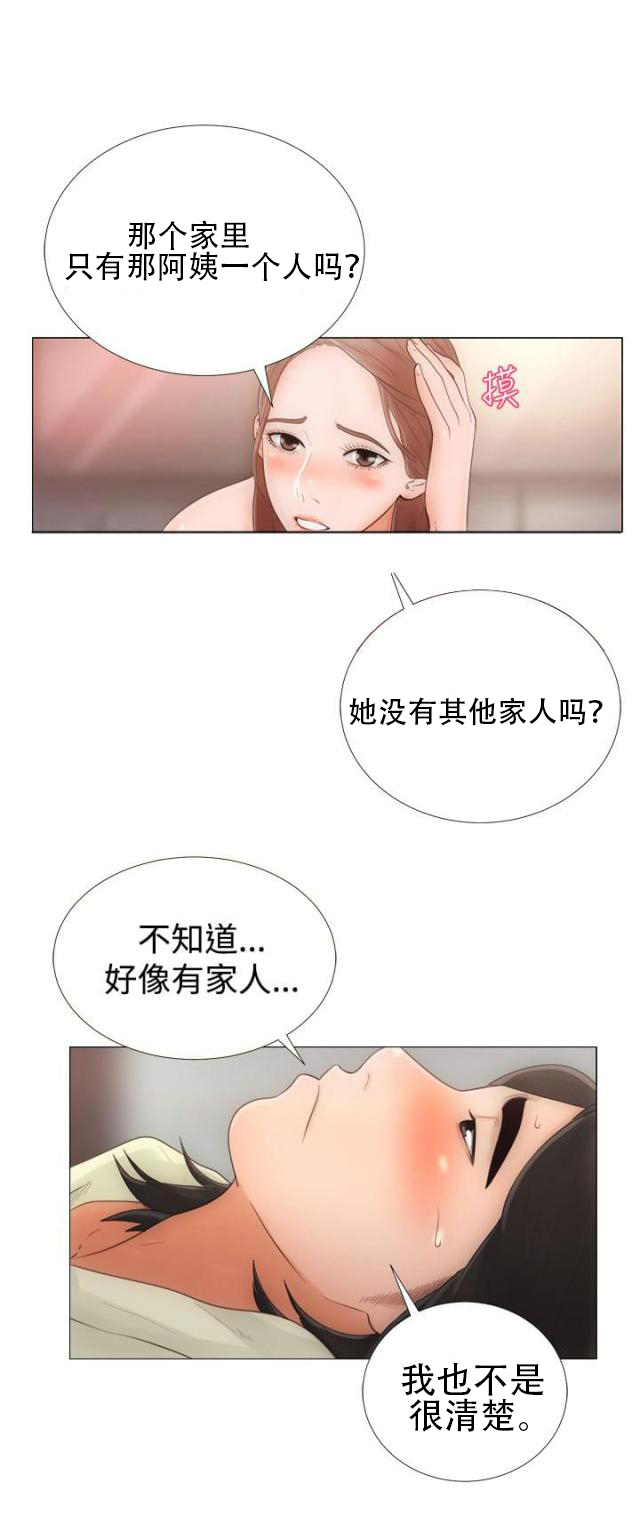 那个家里
只有那阿姨一个人吗？
摸
她没有其他家人吗？
不知道...
好像有家人...
我也不是
很清楚。